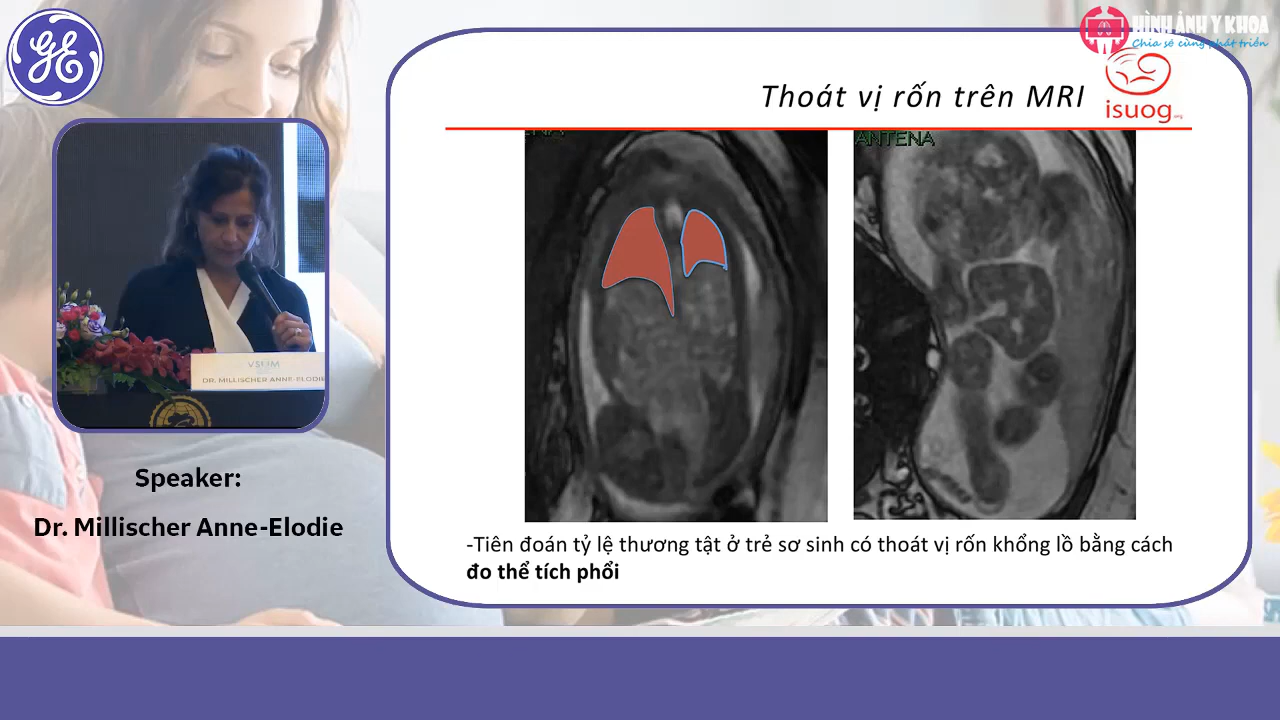 GE
HÌNH ẢNH Y KHOA
Chia sẻ cùng phát triển
Thoát vị rốn trên MRI
isuog
ANTENA
VSUM
DR. MILLISCHER ANNE-ELODIE
Speaker:
Dr. Millischer Anne-Elodie
-Tiên đoán tỷ lệ thương tật ở trẻ sơ sinh có thoát vị rốn khổng lồ bằng cách
đo thể tích phổi